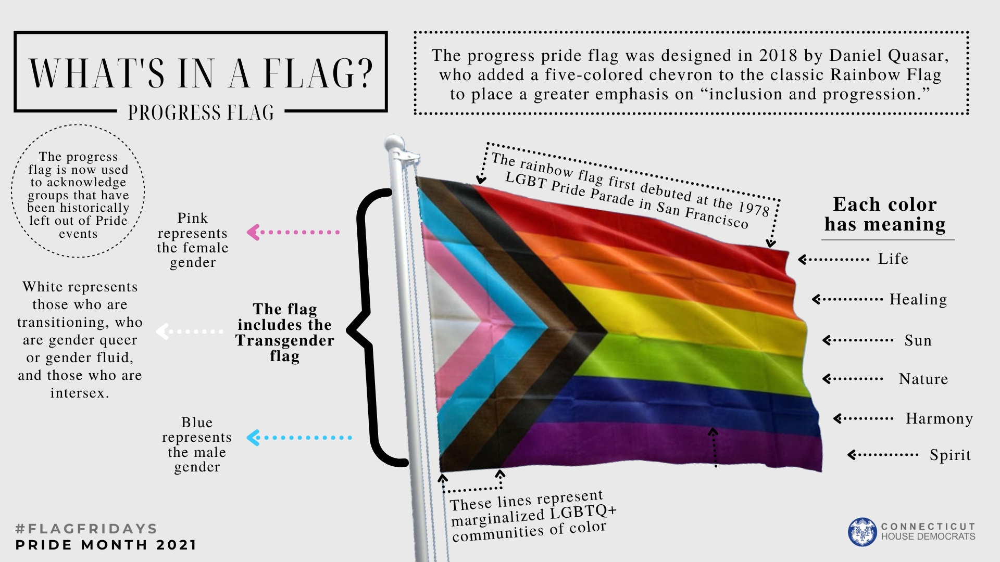 WHAT'S IN A FLAG?
PROGRESS FLAG
The progress pride flag was designed in 2018 by Daniel Quasar,
who added a five-colored chevron to the classic Rainbow Flag
to place a greater emphasis on “inclusion and progression.”
The progress
flag is now used
to acknowledge
groups that have
been historically
left out of Pride
events
Pink
represents
the female
gender
White represents
those who are
transitioning, who
are gender queer
or gender fluid,
and those who are
intersex.
The flag
includes the
Transgender
flag
Blue
represents
the male
gender
The rainbow flag first debuted at the 1978
LGBT Pride Parade in San Francisco
Each color
has meaning
Life
Healing
Sun
Nature
Harmony
Spirit
These lines represent
marginalized LGBTQ+
communities of color
#FLAGFRIDAYS
PRIDE MONTH 2021
CONNECTICUT
HOUSE DEMOCRATS